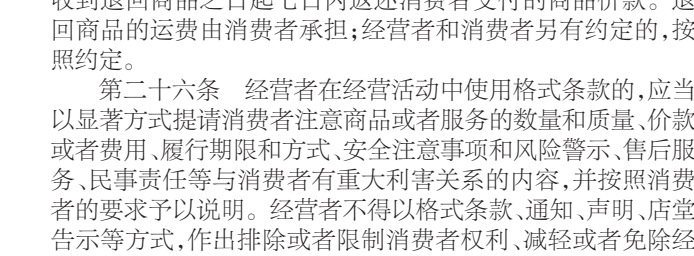 收到退回商品之日起七日内返还消费者支付的商品价款。退
回商品的运费由消费者承担;经营者和消费者另有约定的,按
照约定。
第二十六条　经营者在经营活动中使用格式条款的,应当
以显著方式提请消费者注意商品或者服务的数量和质量、价款
或者费用、履行期限和方式、安全注意事项和风险警示、售后服
务、民事责任等与消费者有重大利害关系的内容,并按照消费
者的要求予以说明。经营者不得以格式条款、通知、声明、店堂
告示等方式,作出排除或者限制消费者权利、减轻或者免除经